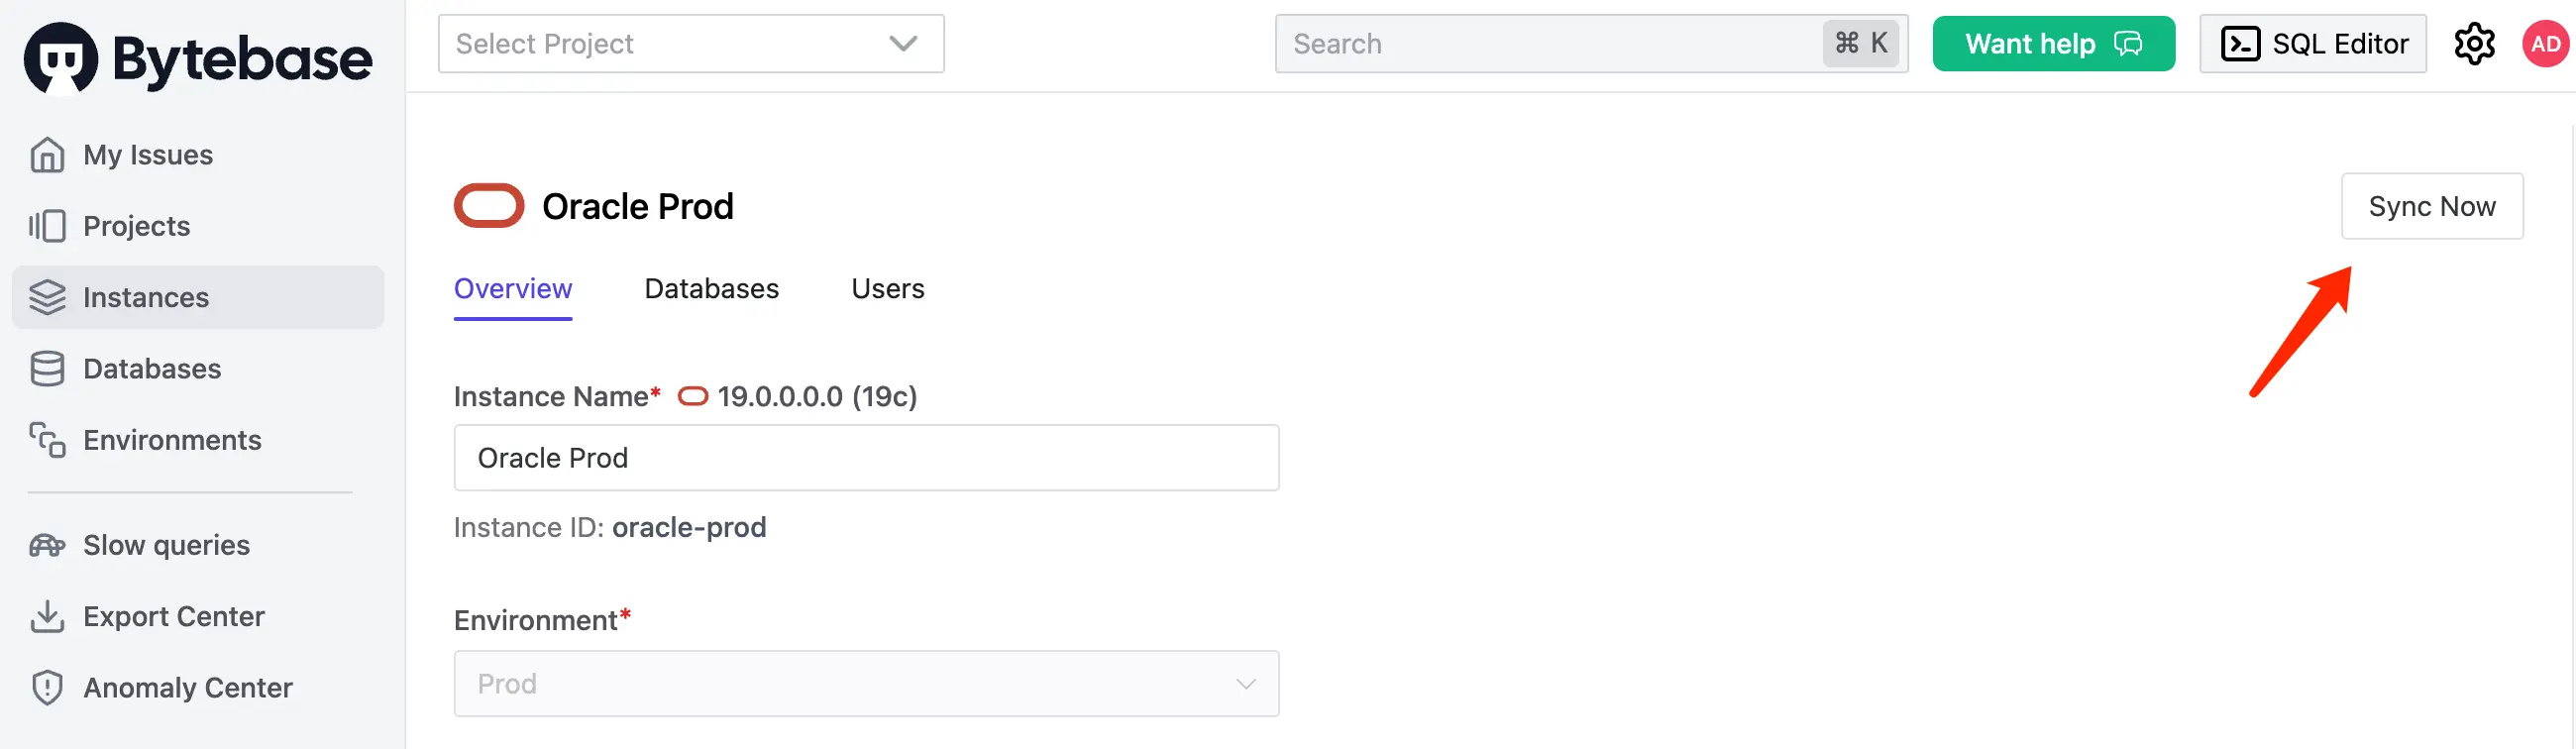 Bytebase
Select Project
Search
⌘ K
Want help
SQL Editor
AD
My Issues
Projects
Instances
Databases
Environments
Slow queries
Export Center
Anomaly Center
Oracle Prod
Sync Now
Overview
Databases
Users
Instance Name* 19.0.0.0.0 (19c)
Oracle Prod
Instance ID: oracle-prod
Environment*
Prod